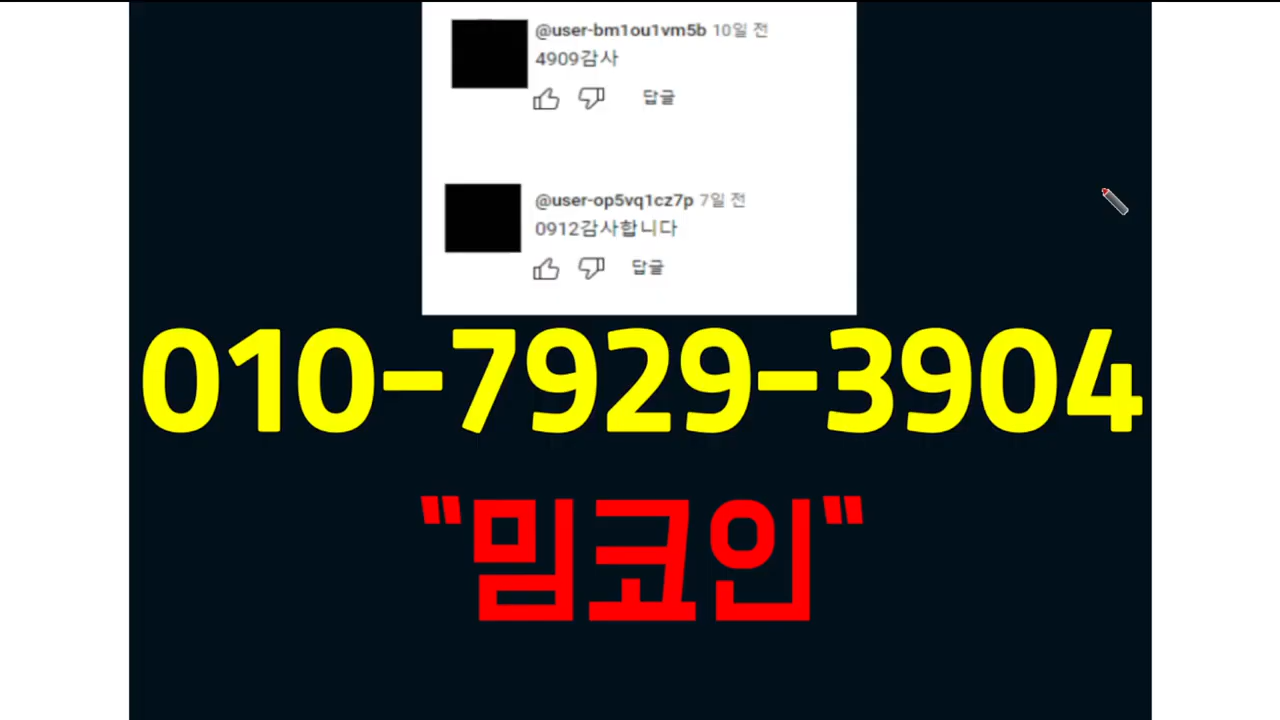 @user-bm1ou1vm5b 10일 전
4909감사
답글
@user-op5vq1cz7p 7일 전
0912감사합니다
답글
010-7929-3904
"밈코인"